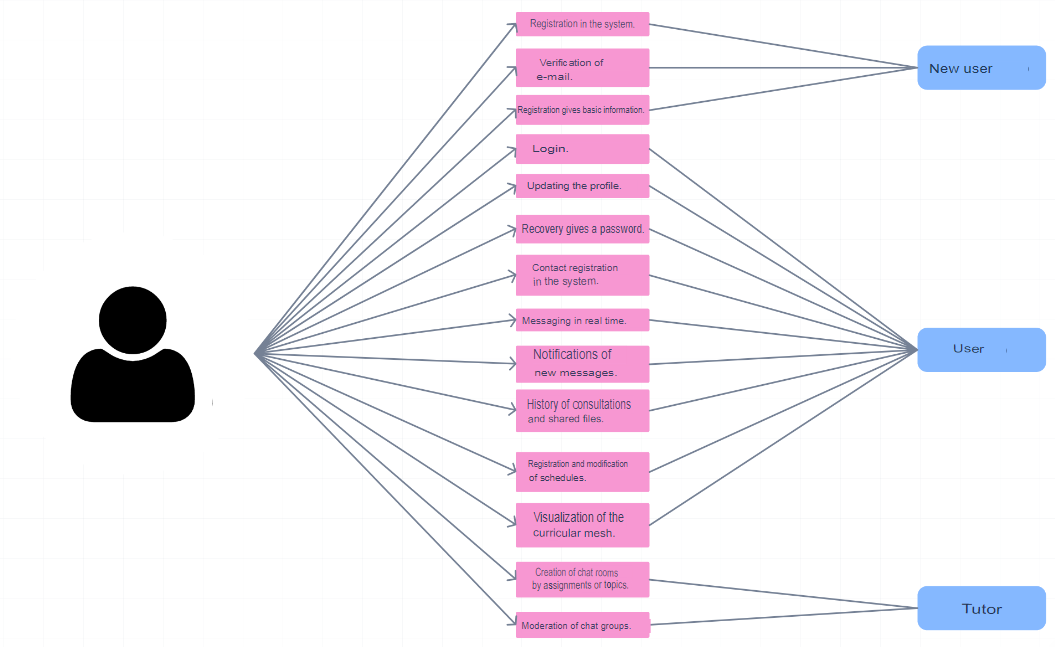 Registration in the system.
Verification of
e-mail.
Registration gives basic information.
Login.
Updating the profile.
Recovery gives a password.
Contact registration
in the system.
Messaging in real time.
Notifications of
new messages.
History of consultations
and shared files.
Registration and modification
of schedules.
Visualization of the
curricular mesh.
Creation of chat rooms
by assignments or topics.
Moderation of chat groups.
New user
User
Tutor